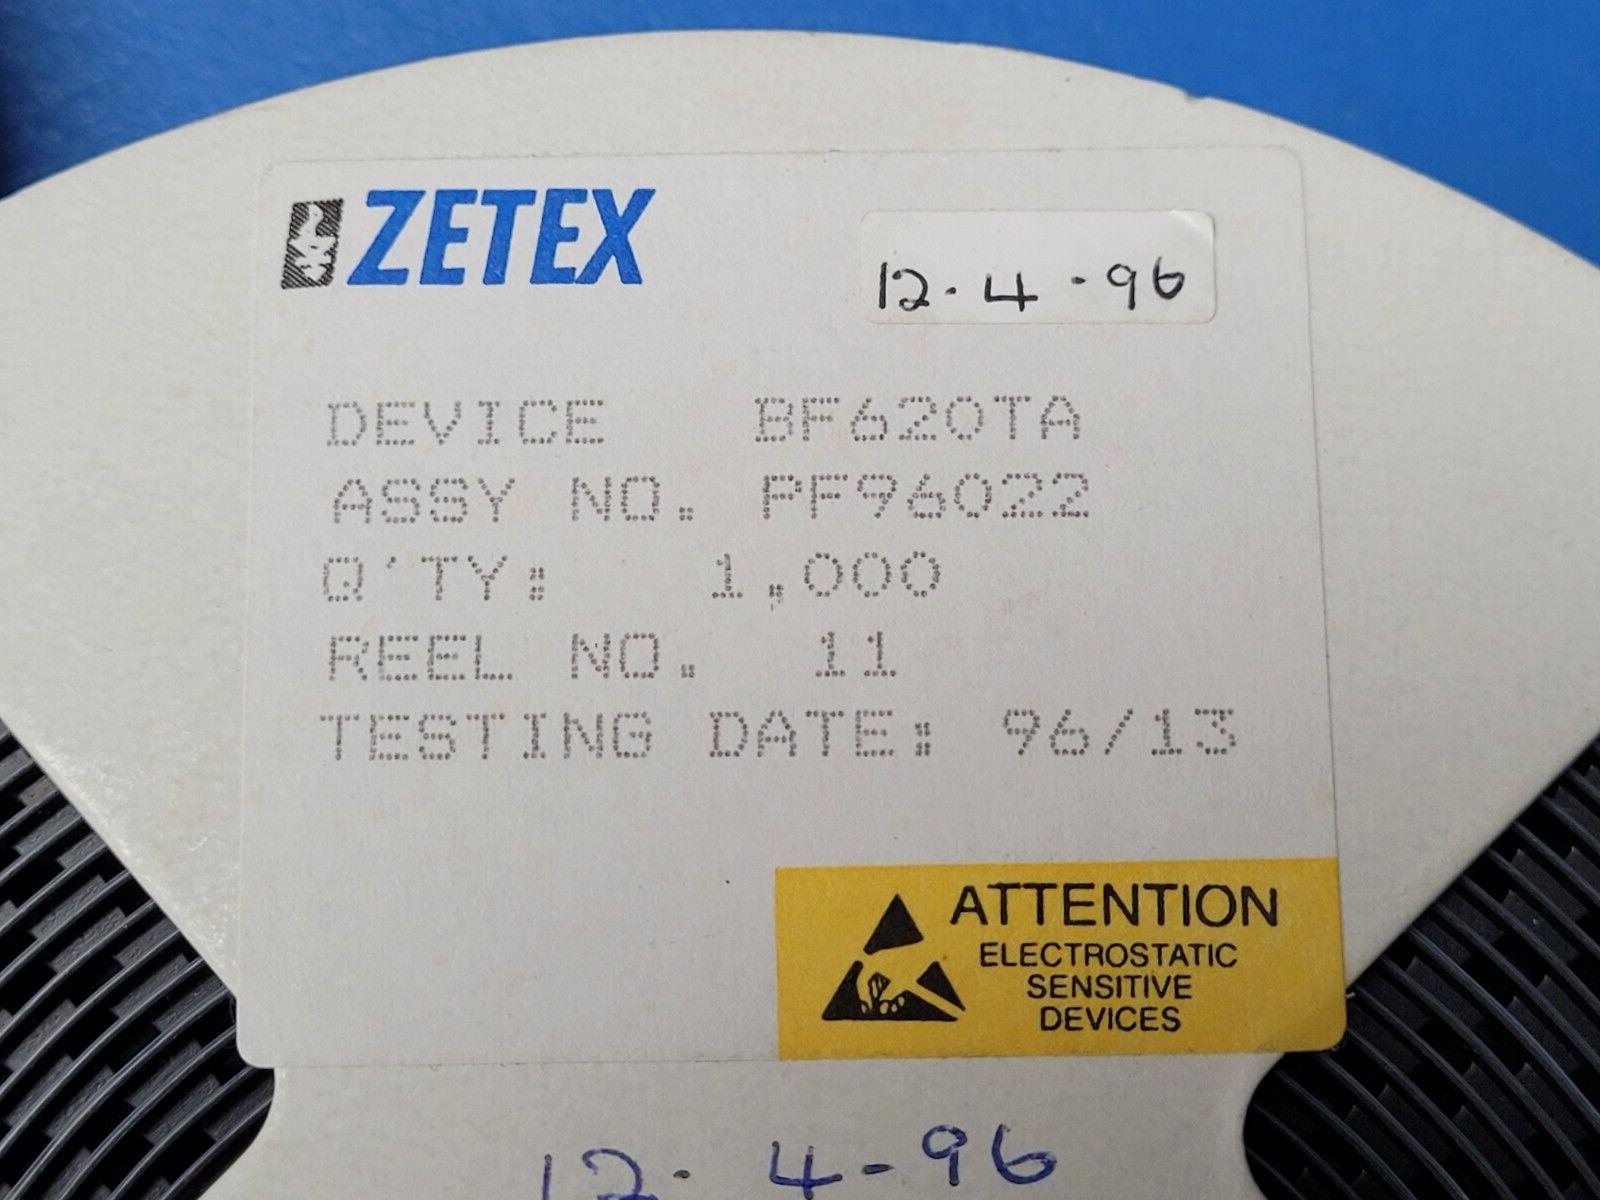 ZETEX
12-4-96
DEVICE BF620TA
ASSY NO. PF96022
Q'TY: 1,000
REEL NO. 11
TESTING DATE: 96/13
ATTENTION
ELECTROSTATIC
SENSITIVE
DEVICES
12-4-96